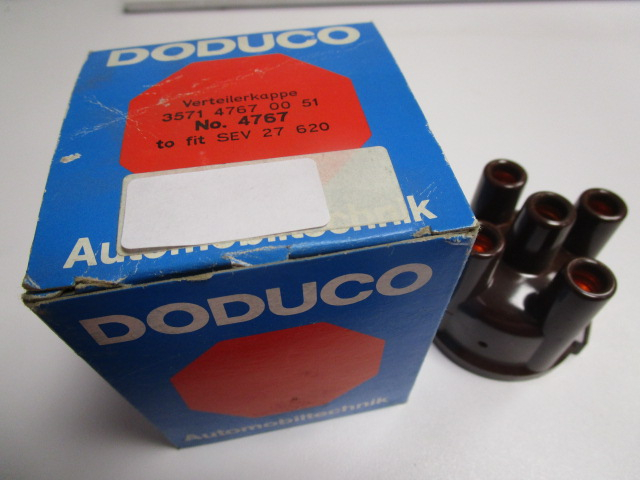 DODUCO
Verteilerkappe
3571 4767 00 51
No. 4767
to fit SEV 27 620
Automobiltechnik
DODUCO
Automobiltechnik